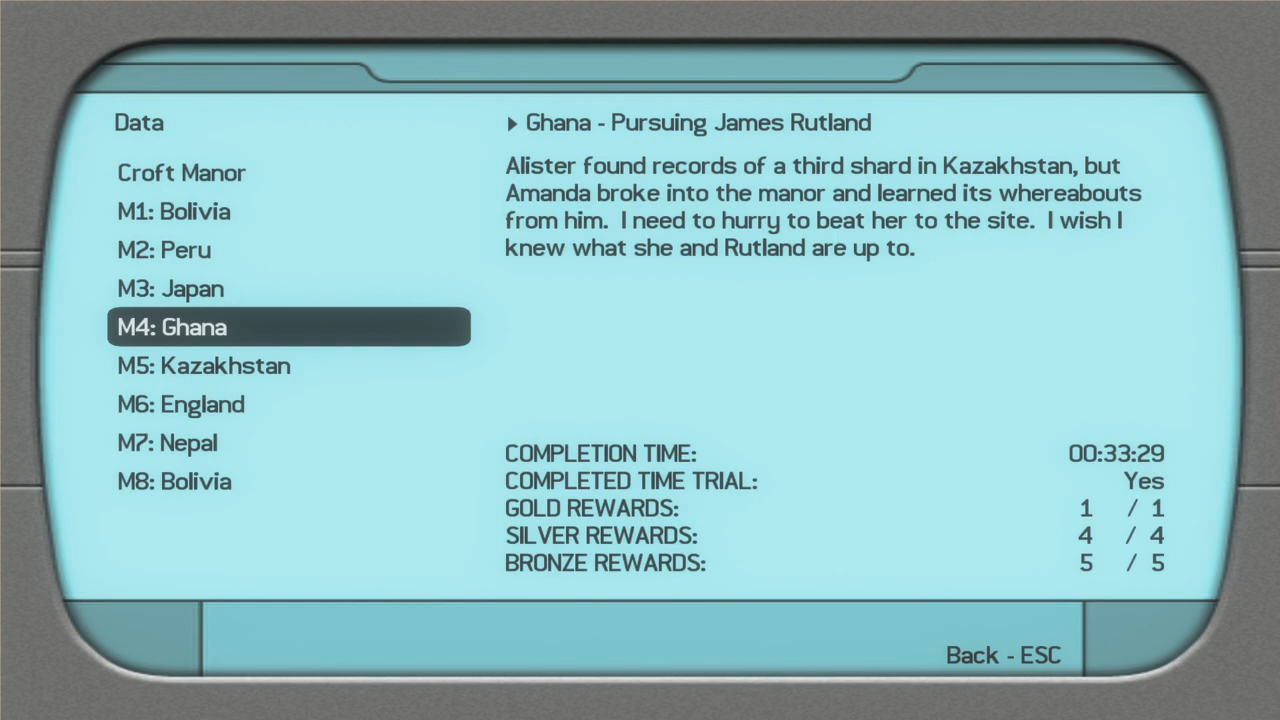 Data
Croft Manor
M1: Bolivia
M2: Peru
M3: Japan
M4: Ghana
M5: Kazakhstan
M6: England
M7: Nepal
M8: Bolivia
Ghana - Pursuing James Rutland
Alister found records of a third shard in Kazakhstan, but
Amanda broke into the manor and learned its whereabouts
from him. I need to hurry to beat her to the site. I wish I
knew what she and Rutland are up to.
COMPLETION TIME: 00:33:29
COMPLETED TIME TRIAL: Yes
GOLD REWARDS: 1 / 1
SILVER REWARDS: 4 / 4
BRONZE REWARDS: 5 / 5
Back - ESC